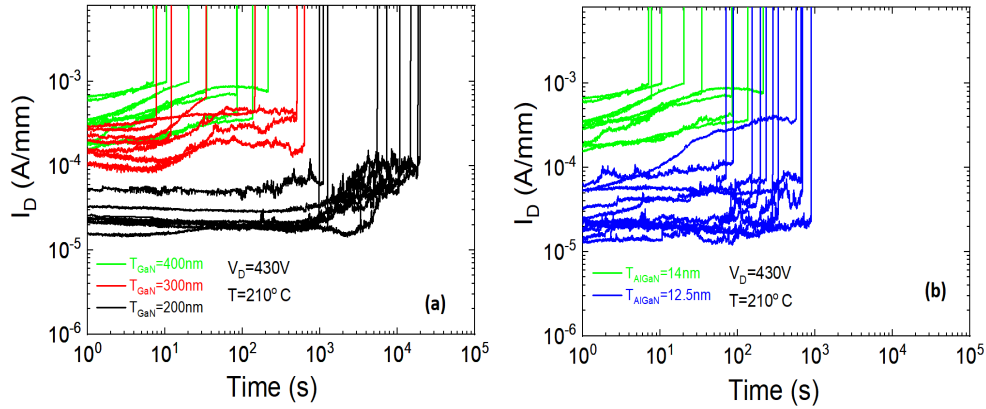 10^-3
10^-4
10^-5
10^-6
I_D (A/mm)
T_GaN=400nm
T_GaN=300nm
T_GaN=200nm
V_D=430V
T=210° C
(a)
10^0 10^1 10^2 10^3 10^4 10^5
Time (s)
10^-3
10^-4
10^-5
10^-6
I_D (A/mm)
T_AlGaN=14nm
T_AlGaN=12.5nm
V_D=430V
T=210° C
(b)
10^0 10^1 10^2 10^3 10^4 10^5
Time (s)